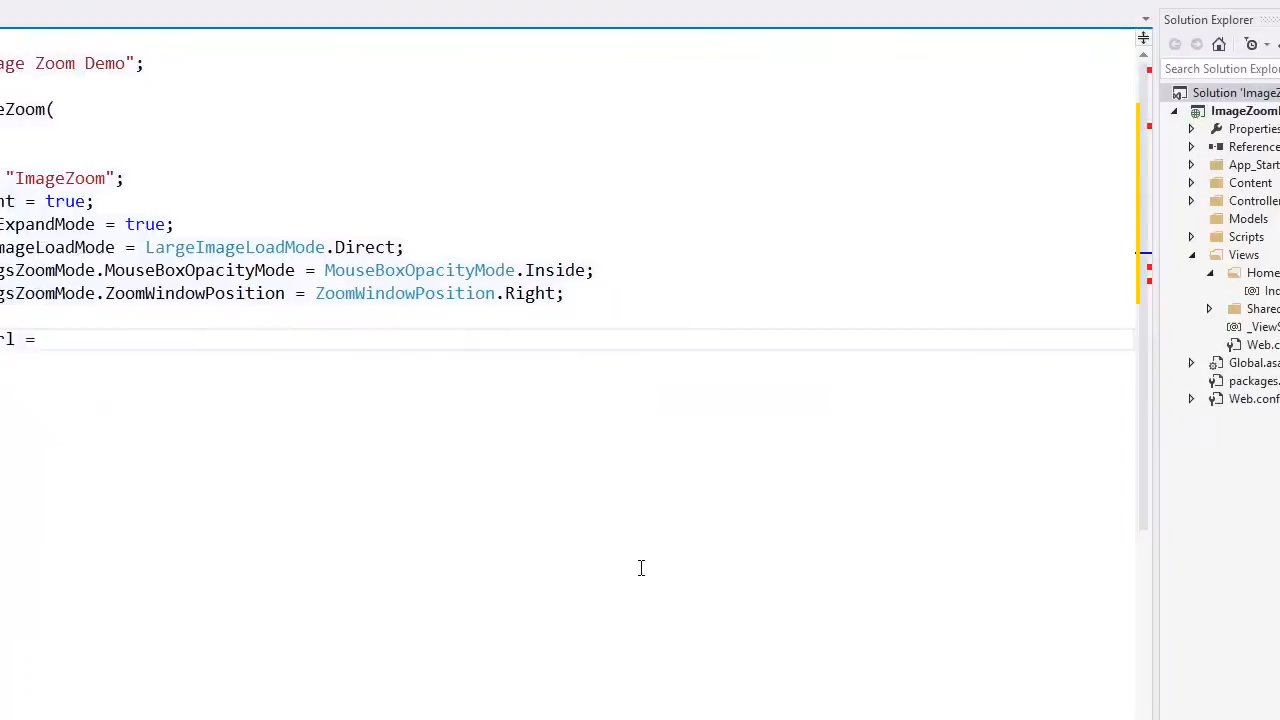 age Zoom Demo";
eZoom(
"ImageZoom";
nt = true;
ExpandMode = true;
mageLoadMode = LargeImageLoadMode.Direct;
gsZoomMode.MouseBoxOpacityMode = MouseBoxOpacityMode.Inside;
gsZoomMode.ZoomWindowPosition = ZoomWindowPosition.Right;
rl =
Solution Explorer
Search Solution Explo
Solution 'ImageZ
ImageZoom
Properties
Reference
App_Start
Content
Controlle
Models
Scripts
Views
Home
Inc
Shared
_ViewS
Web.c
Global.asa
packages.
Web.conf